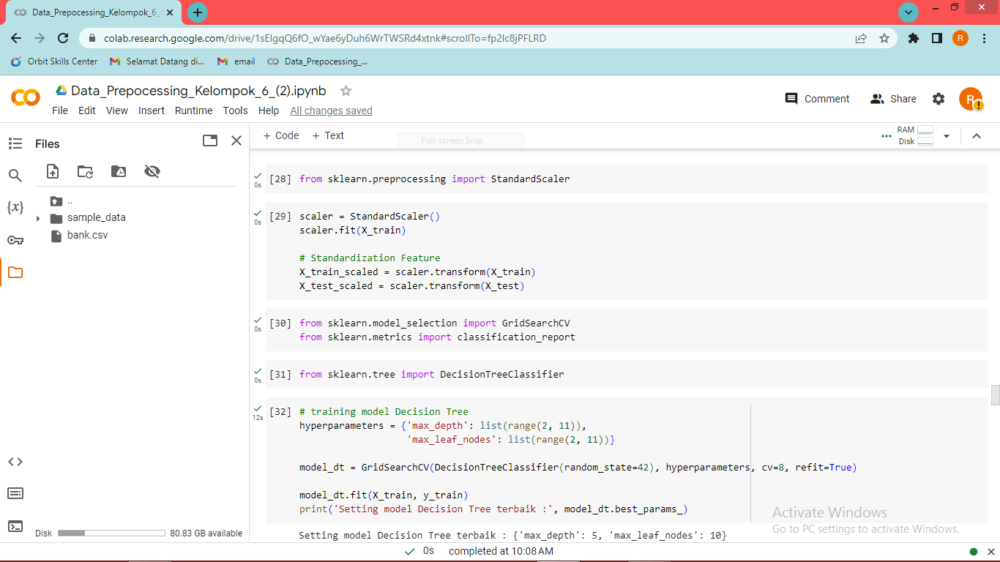 Data_Prepocessing_Kelompok_6_
colab.research.google.com/drive/1sElgqQ6fO_wYae6yDuh6WrTWSRd4xtnk#scrollTo=fp2Ic8jPFLRD
R
Orbit Skills Center
Selamat Datang di...
email
Data_Prepocessing_...
Data_Prepocessing_Kelompok_6_(2).ipynb
Comment
Share
R
File Edit View Insert Runtime Tools Help All changes saved
Files
+ Code + Text
Full-screen Snip
RAM
Disk
..
sample_data
bank.csv
{x}
0s
[28] from sklearn.preprocessing import StandardScaler
0s
[29] scaler = StandardScaler()
scaler.fit(X_train)
# Standardization Feature
X_train_scaled = scaler.transform(X_train)
X_test_scaled = scaler.transform(X_test)
0s
[30] from sklearn.model_selection import GridSearchCV
from sklearn.metrics import classification_report
0s
[31] from sklearn.tree import DecisionTreeClassifier
12s
[32] # training model Decision Tree
hyperparameters = {'max_depth': list(range(2, 11)),
'max_leaf_nodes': list(range(2, 11))}
model_dt = GridSearchCV(DecisionTreeClassifier(random_state=42), hyperparameters, cv=8, refit=True)
model_dt.fit(X_train, y_train)
print('Setting model Decision Tree terbaik :', model_dt.best_params_)
Setting model Decision Tree terbaik : {'max_depth': 5, 'max_leaf_nodes': 10}
Activate Windows
Go to PC settings to activate Windows.
Disk 80.83 GB available
0s completed at 10:08 AM